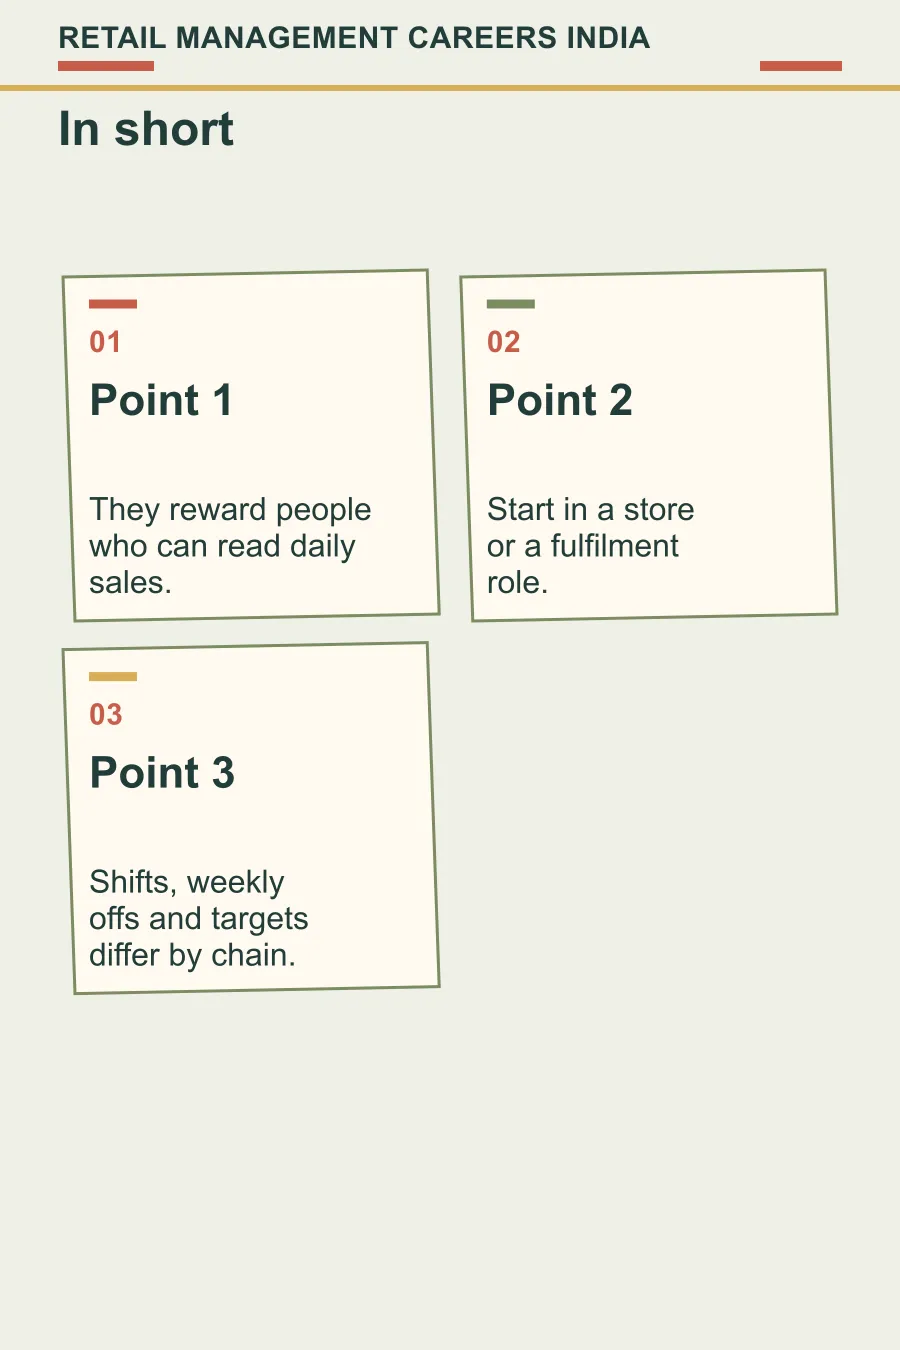 RETAIL MANAGEMENT CAREERS INDIA
In short
01
Point 1
They reward people
who can read daily
sales.
02
Point 2
Start in a store
or a fulfilment
role.
03
Point 3
Shifts, weekly
offs and targets
differ by chain.